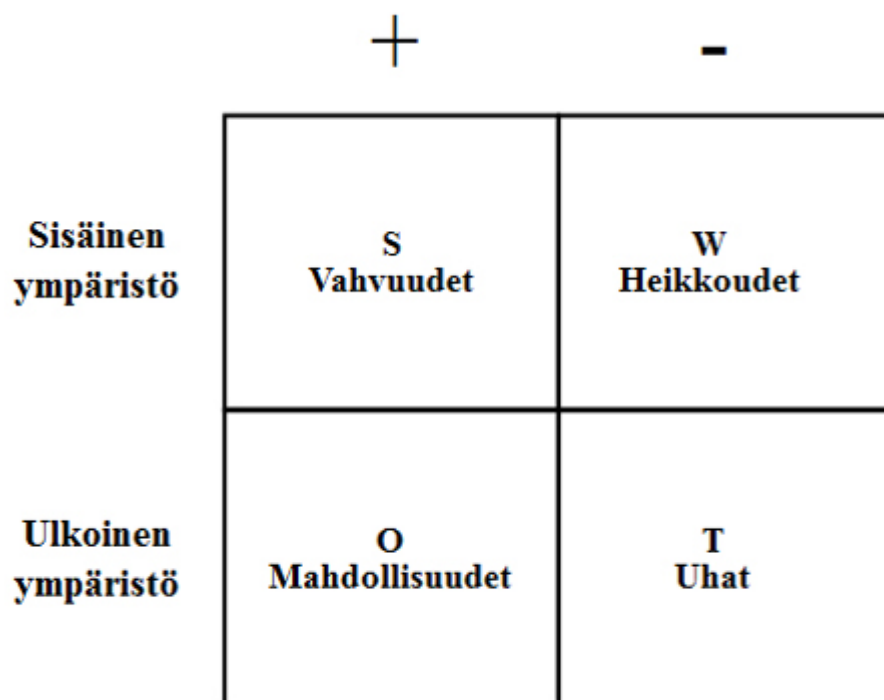 + -
Sisäinen
ympäristö
S
Vahvuudet
W
Heikkoudet
Ulkoinen
ympäristö
O
Mahdollisuudet
T
Uhat